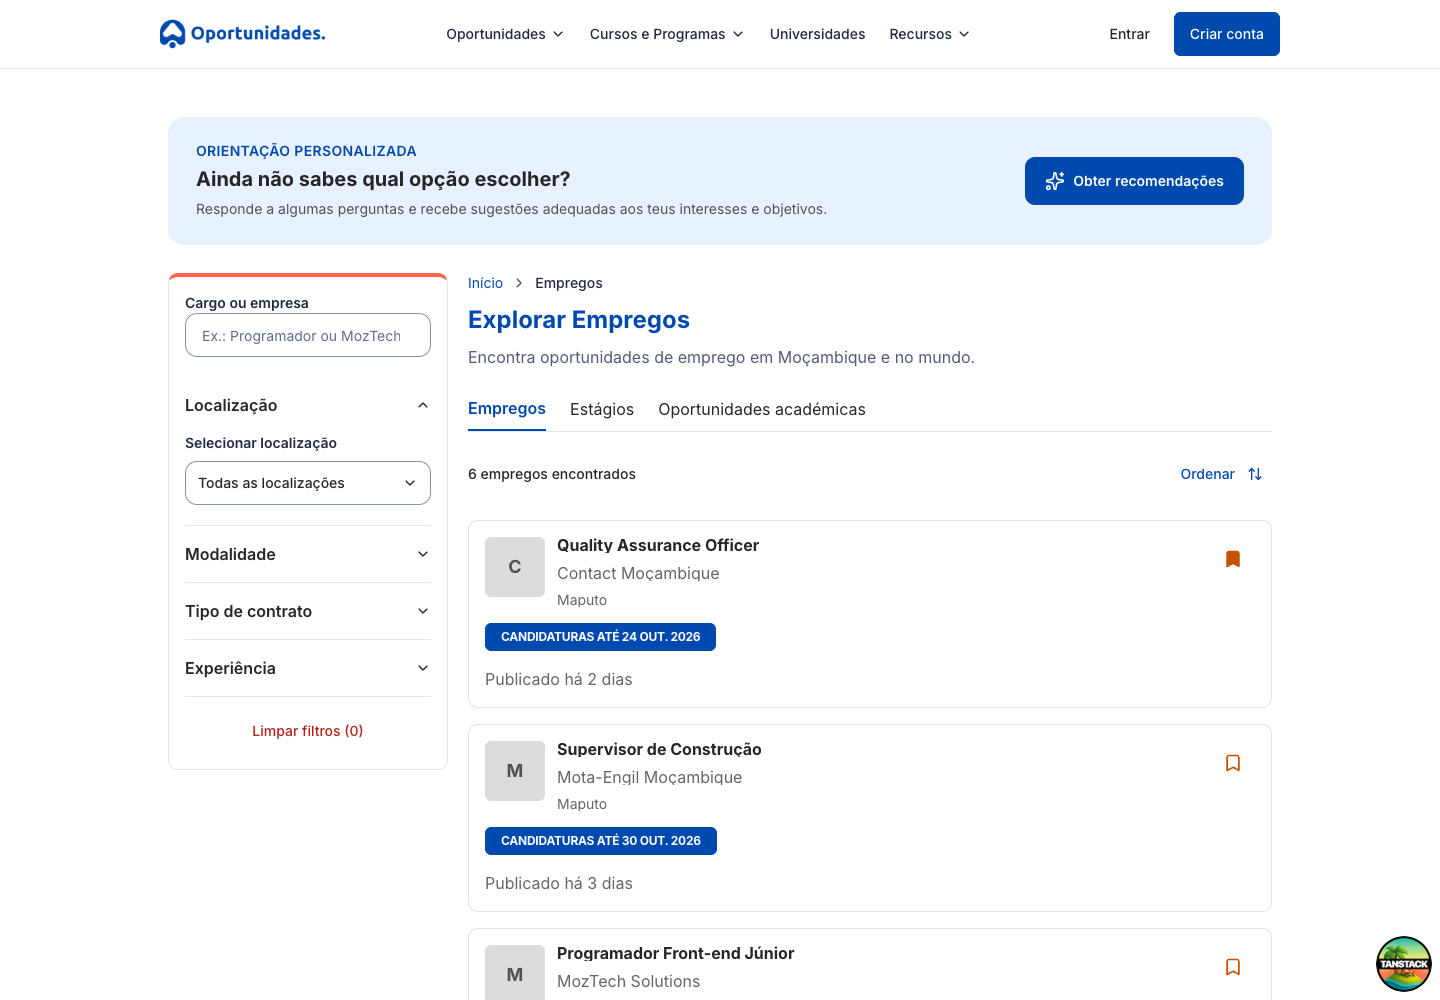 Oportunidades.
Oportunidades
Cursos e Programas
Universidades
Recursos
Entrar
Criar conta
ORIENTAÇÃO PERSONALIZADA
Ainda não sabes qual opção escolher?
Responde a algumas perguntas e recebe sugestões adequadas aos teus interesses e objetivos.
Obter recomendações
Cargo ou empresa
Ex.: Programador ou MozTech
Localização
Selecionar localização
Todas as localizações
Modalidade
Tipo de contrato
Experiência
Limpar filtros (0)
Início > Empregos
Explorar Empregos
Encontra oportunidades de emprego em Moçambique e no mundo.
Empregos
Estágios
Oportunidades académicas
6 empregos encontrados
Ordenar
C
Quality Assurance Officer
Contact Moçambique
Maputo
CANDIDATURAS ATÉ 24 OUT. 2026
Publicado há 2 dias
M
Supervisor de Construção
Mota-Engil Moçambique
Maputo
CANDIDATURAS ATÉ 30 OUT. 2026
Publicado há 3 dias
M
Programador Front-end Júnior
MozTech Solutions
TANSTACK